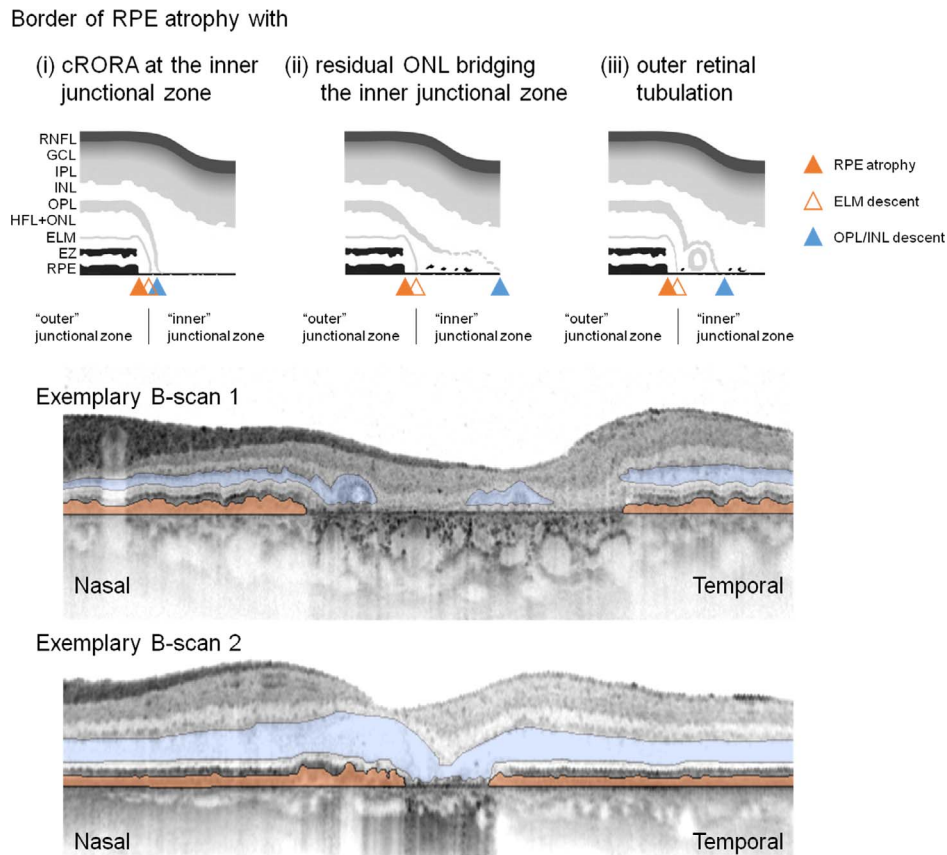 Border of RPE atrophy with
(i) cRORA at the inner
junctional zone
(ii) residual ONL bridging
the inner junctional zone
(iii) outer retinal
tubulation
RNFL
GCL
IPL
INL
OPL
HFL+ONL
ELM
EZ
RPE
RPE atrophy
ELM descent
OPL/INL descent
"outer"
junctional zone
"inner"
junctional zone
"outer"
junctional zone
"inner"
junctional zone
"outer"
junctional zone
"inner"
junctional zone
Exemplary B-scan 1
Nasal
Temporal
Exemplary B-scan 2
Nasal
Temporal